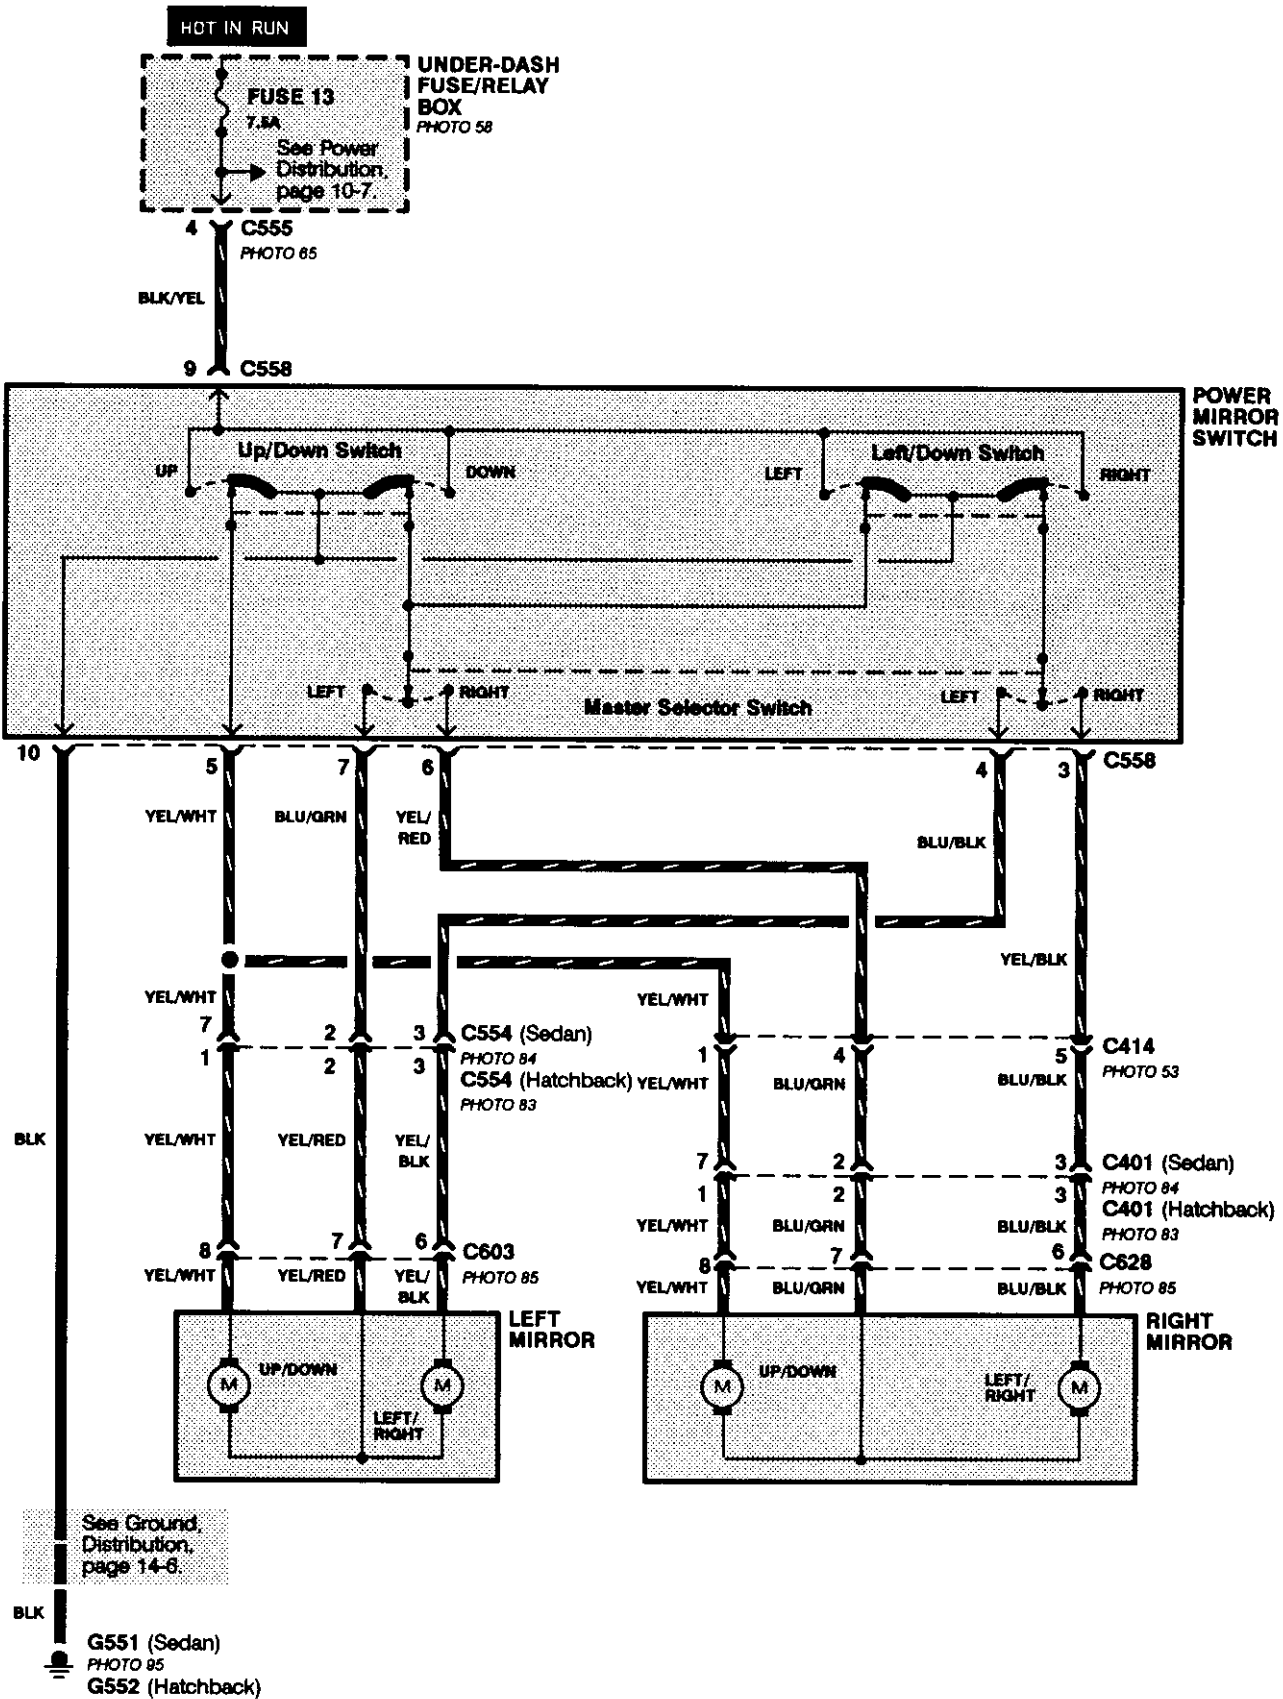 HOT IN RUN
UNDER-DASH
FUSE/RELAY
BOX
PHOTO 58
FUSE 13
7.5A
See Power
Distribution,
page 10-7.
4 C555
PHOTO 65
BLK/YEL
9 C558
POWER
MIRROR
SWITCH
Up/Down Switch
UP
DOWN
Left/Down Switch
LEFT
RIGHT
LEFT
RIGHT
Master Selector Switch
LEFT
RIGHT
10
5
7
6
4
3
C558
YEL/WHT
BLU/GRN
YEL/
RED
BLU/BLK
YEL/BLK
YEL/WHT
YEL/WHT
7
2
3
C554 (Sedan)
PHOTO 84
1
2
3
C554 (Hatchback)
PHOTO 83
1
4
5
C414
PHOTO 53
YEL/WHT
BLU/GRN
BLU/BLK
BLK
YEL/WHT
YEL/RED
YEL/
BLK
7
2
3
C401 (Sedan)
PHOTO 84
1
2
3
C401 (Hatchback)
PHOTO 83
YEL/WHT
BLU/GRN
BLU/BLK
8
7
6
C603
PHOTO 85
8
7
6
C628
PHOTO 85
YEL/WHT
YEL/RED
YEL/
BLK
YEL/WHT
BLU/GRN
BLU/BLK
LEFT
MIRROR
RIGHT
MIRROR
M
UP/DOWN
LEFT/
RIGHT
M
M
UP/DOWN
LEFT/
RIGHT
M
See Ground,
Distribution,
page 14-6.
BLK
G551 (Sedan)
PHOTO 95
G552 (Hatchback)